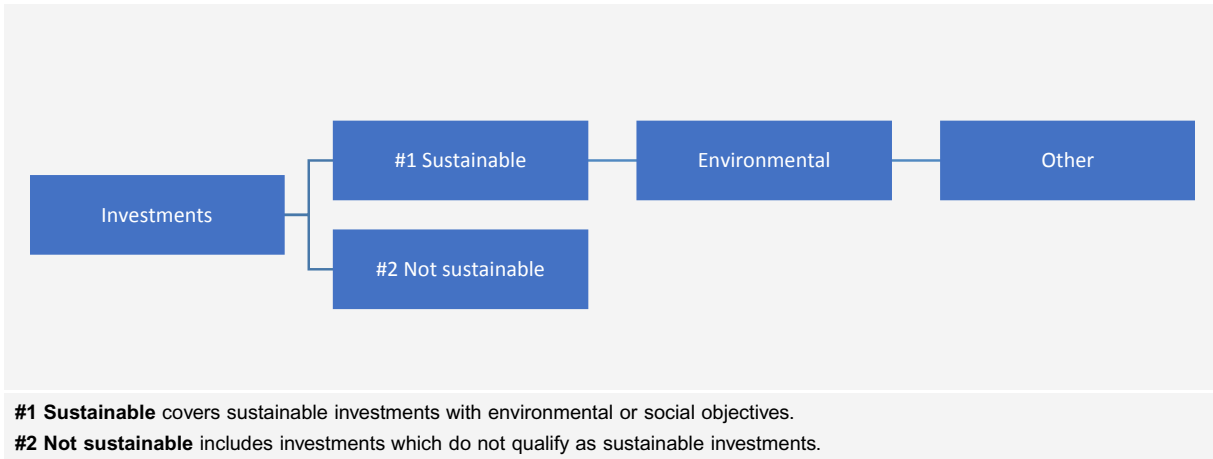 #1 Sustainable
Environmental
Other
Investments
#2 Not sustainable
#1 Sustainable covers sustainable investments with environmental or social objectives.
#2 Not sustainable includes investments which do not qualify as sustainable investments.